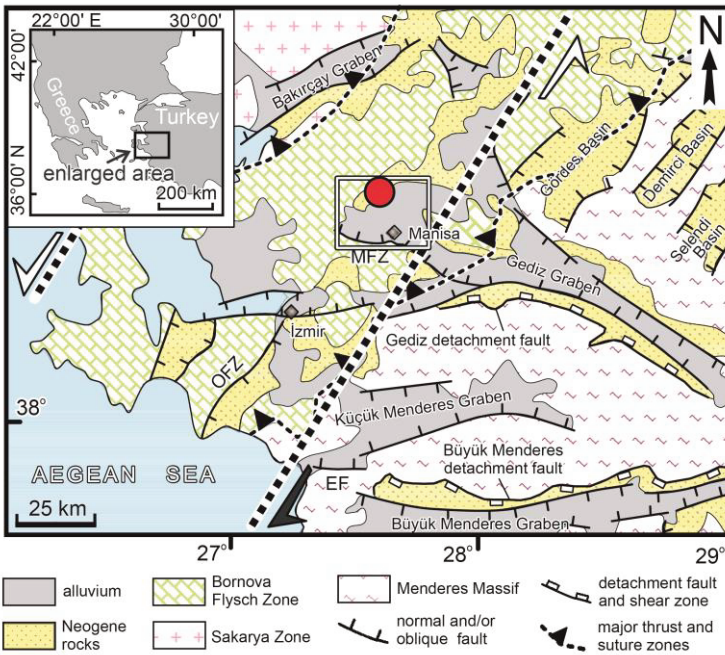 22°00' E
30°00'
42°00'
36°00' N
Greece
Turkey
enlarged area
200 km
N
Bakırçay Graben
Gördes Basin
Demirci Basin
Selendi
Basin
Manisa
MFZ
Gediz Graben
İzmir
Gediz detachment fault
OFZ
38°
Küçük Menderes Graben
Büyük Menderes
detachment fault
AEGEAN SEA
EF
25 km
Büyük Menderes Graben
27°
28°
29°
alluvium
Bornova
Flysch Zone
Menderes Massif
detachment fault
and shear zone
Neogene
rocks
Sakarya Zone
normal and/or
oblique fault
major thrust and
suture zones